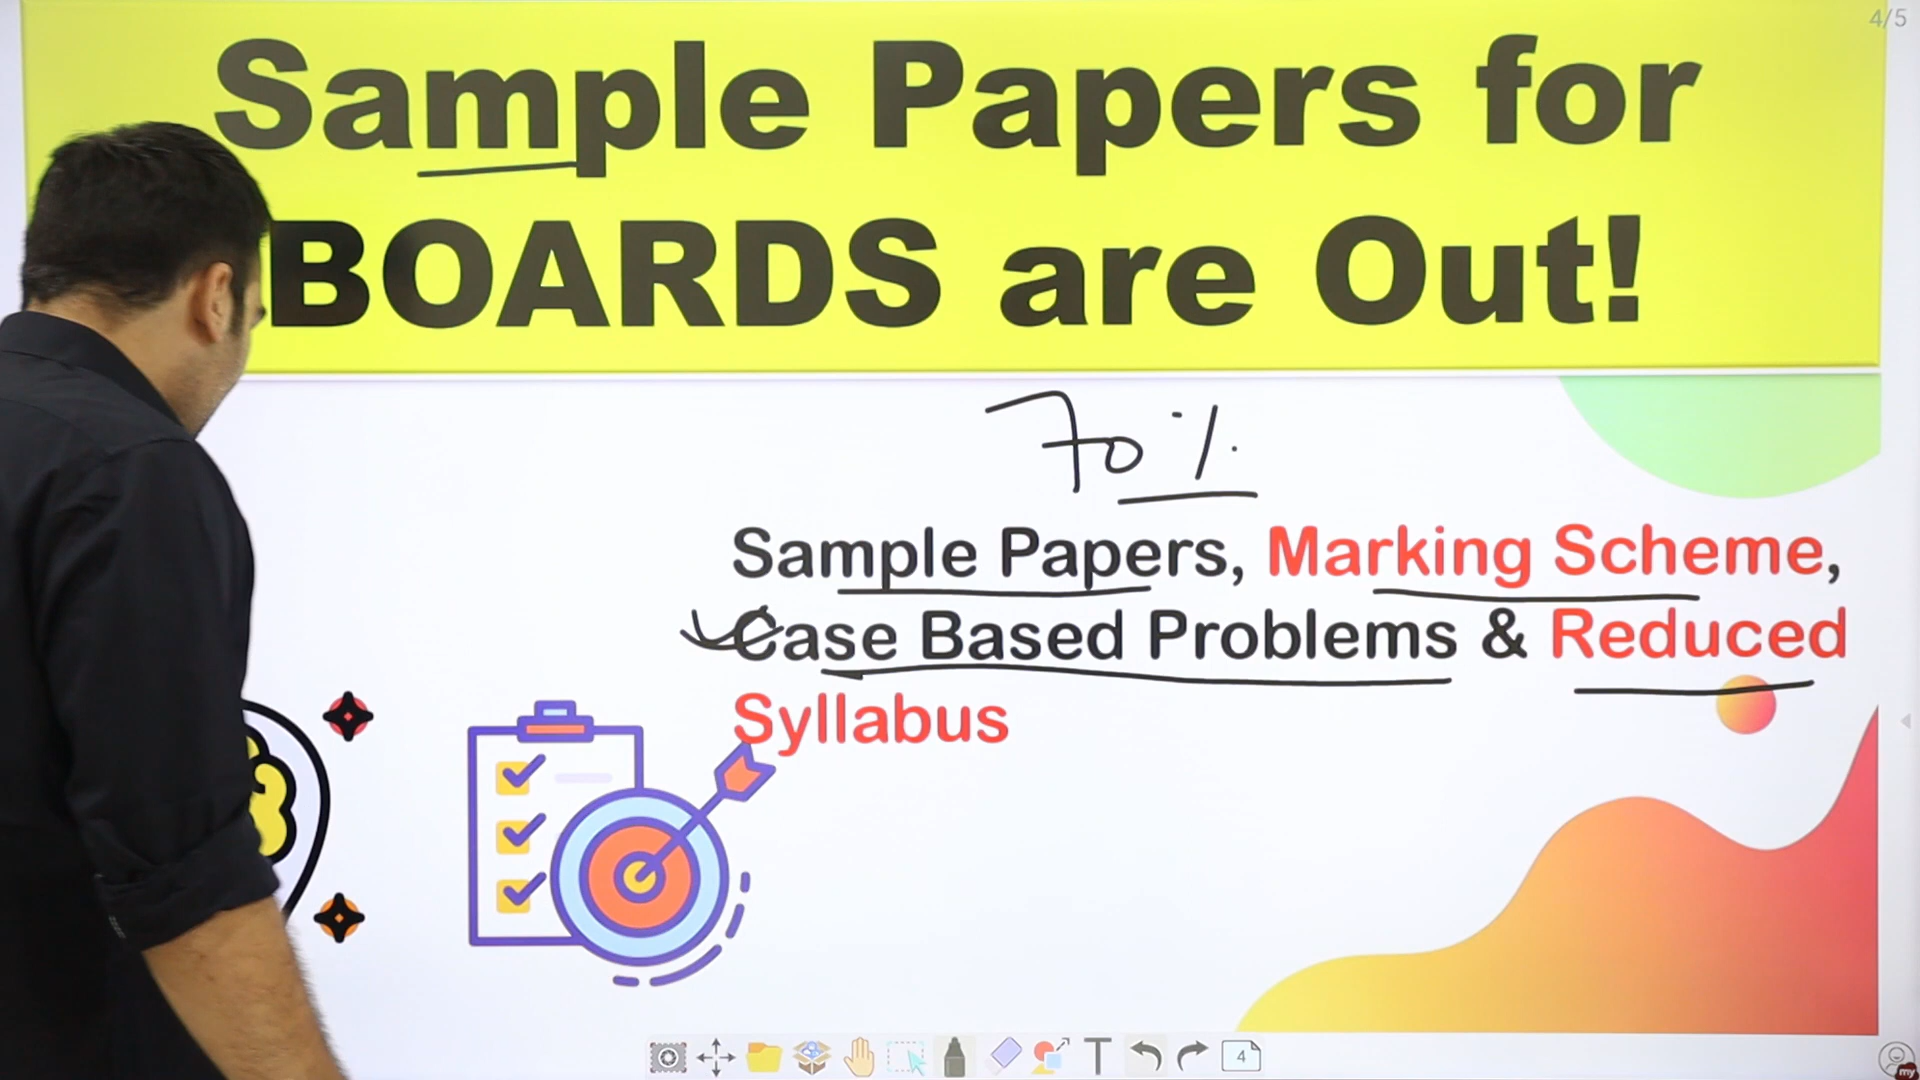 4/5
Sample Papers for
BOARDS are Out!
70%
Sample Papers, Marking Scheme,
Case Based Problems & Reduced
Syllabus
T
4
my